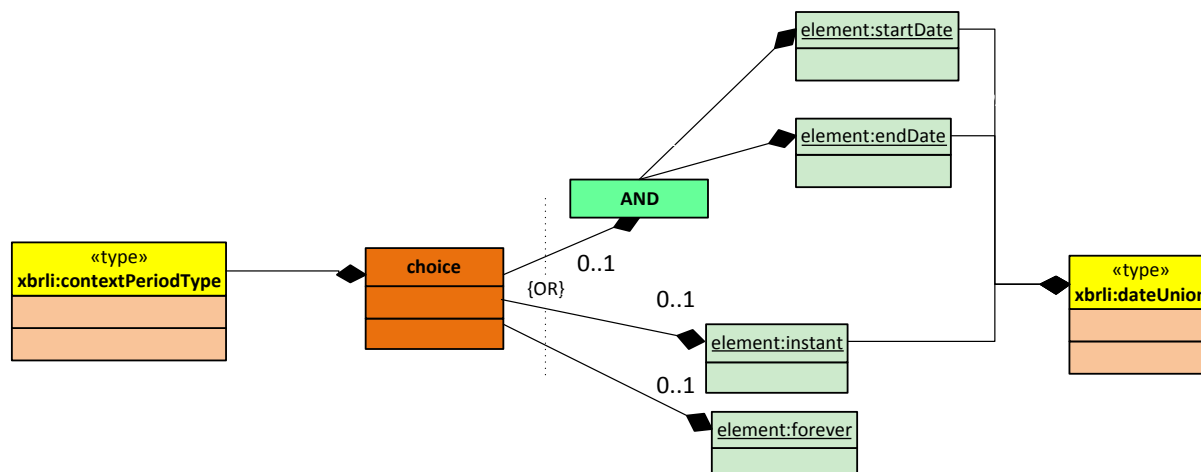 element:startDate
element:endDate
AND
«type»
xbrli:contextPeriodType
choice
0..1
{OR}
0..1
«type»
xbrli:dateUnion
element:instant
0..1
element:forever